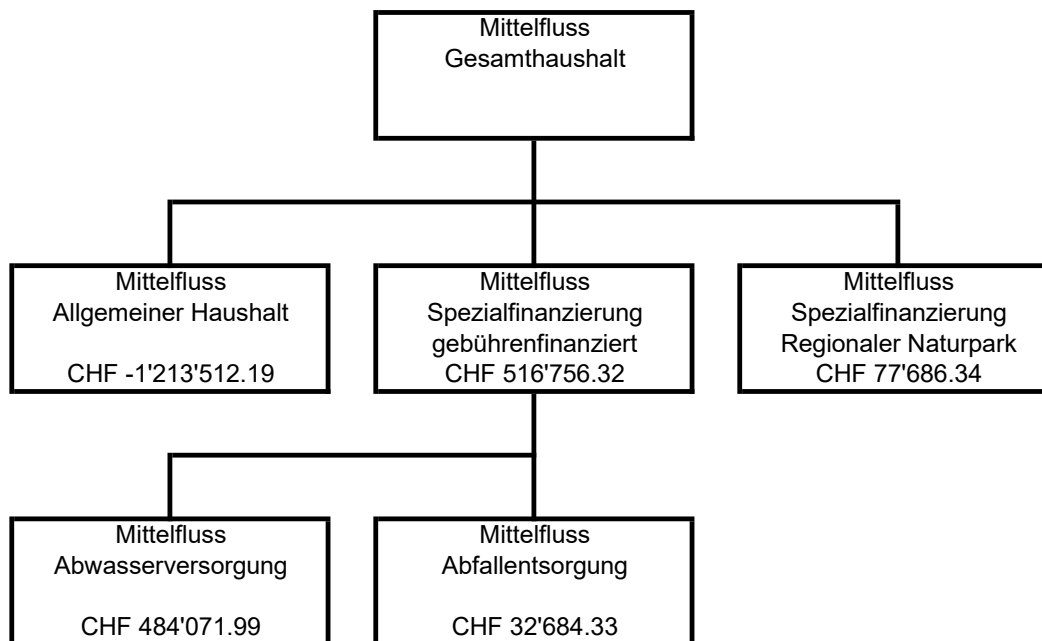 Mittelfluss
Gesamthaushalt
Mittelfluss
Allgemeiner Haushalt
CHF -1'213'512.19
Mittelfluss
Spezialfinanzierung
gebührenfinanziert
CHF 516'756.32
Mittelfluss
Spezialfinanzierung
Regionaler Naturpark
CHF 77'686.34
Mittelfluss
Abwasserversorgung
CHF 484'071.99
Mittelfluss
Abfallentsorgung
CHF 32'684.33